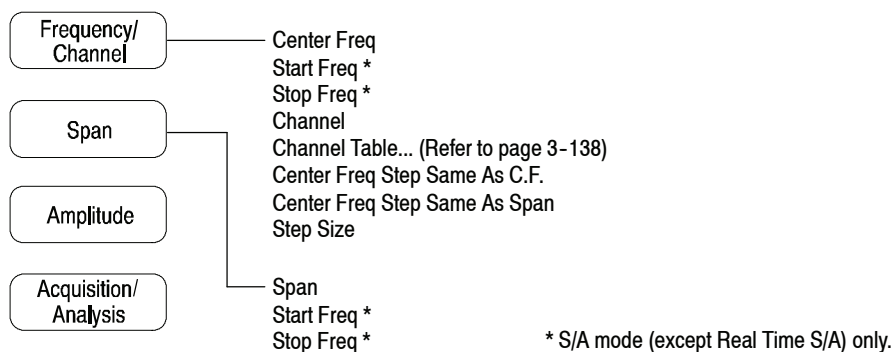 Frequency/
Channel
Center Freq
Start Freq *
Stop Freq *
Channel
Channel Table... (Refer to page 3-138)
Center Freq Step Same As C.F.
Center Freq Step Same As Span
Step Size
Span
Span
Start Freq *
Stop Freq *
Amplitude
Acquisition/
Analysis
* S/A mode (except Real Time S/A) only.